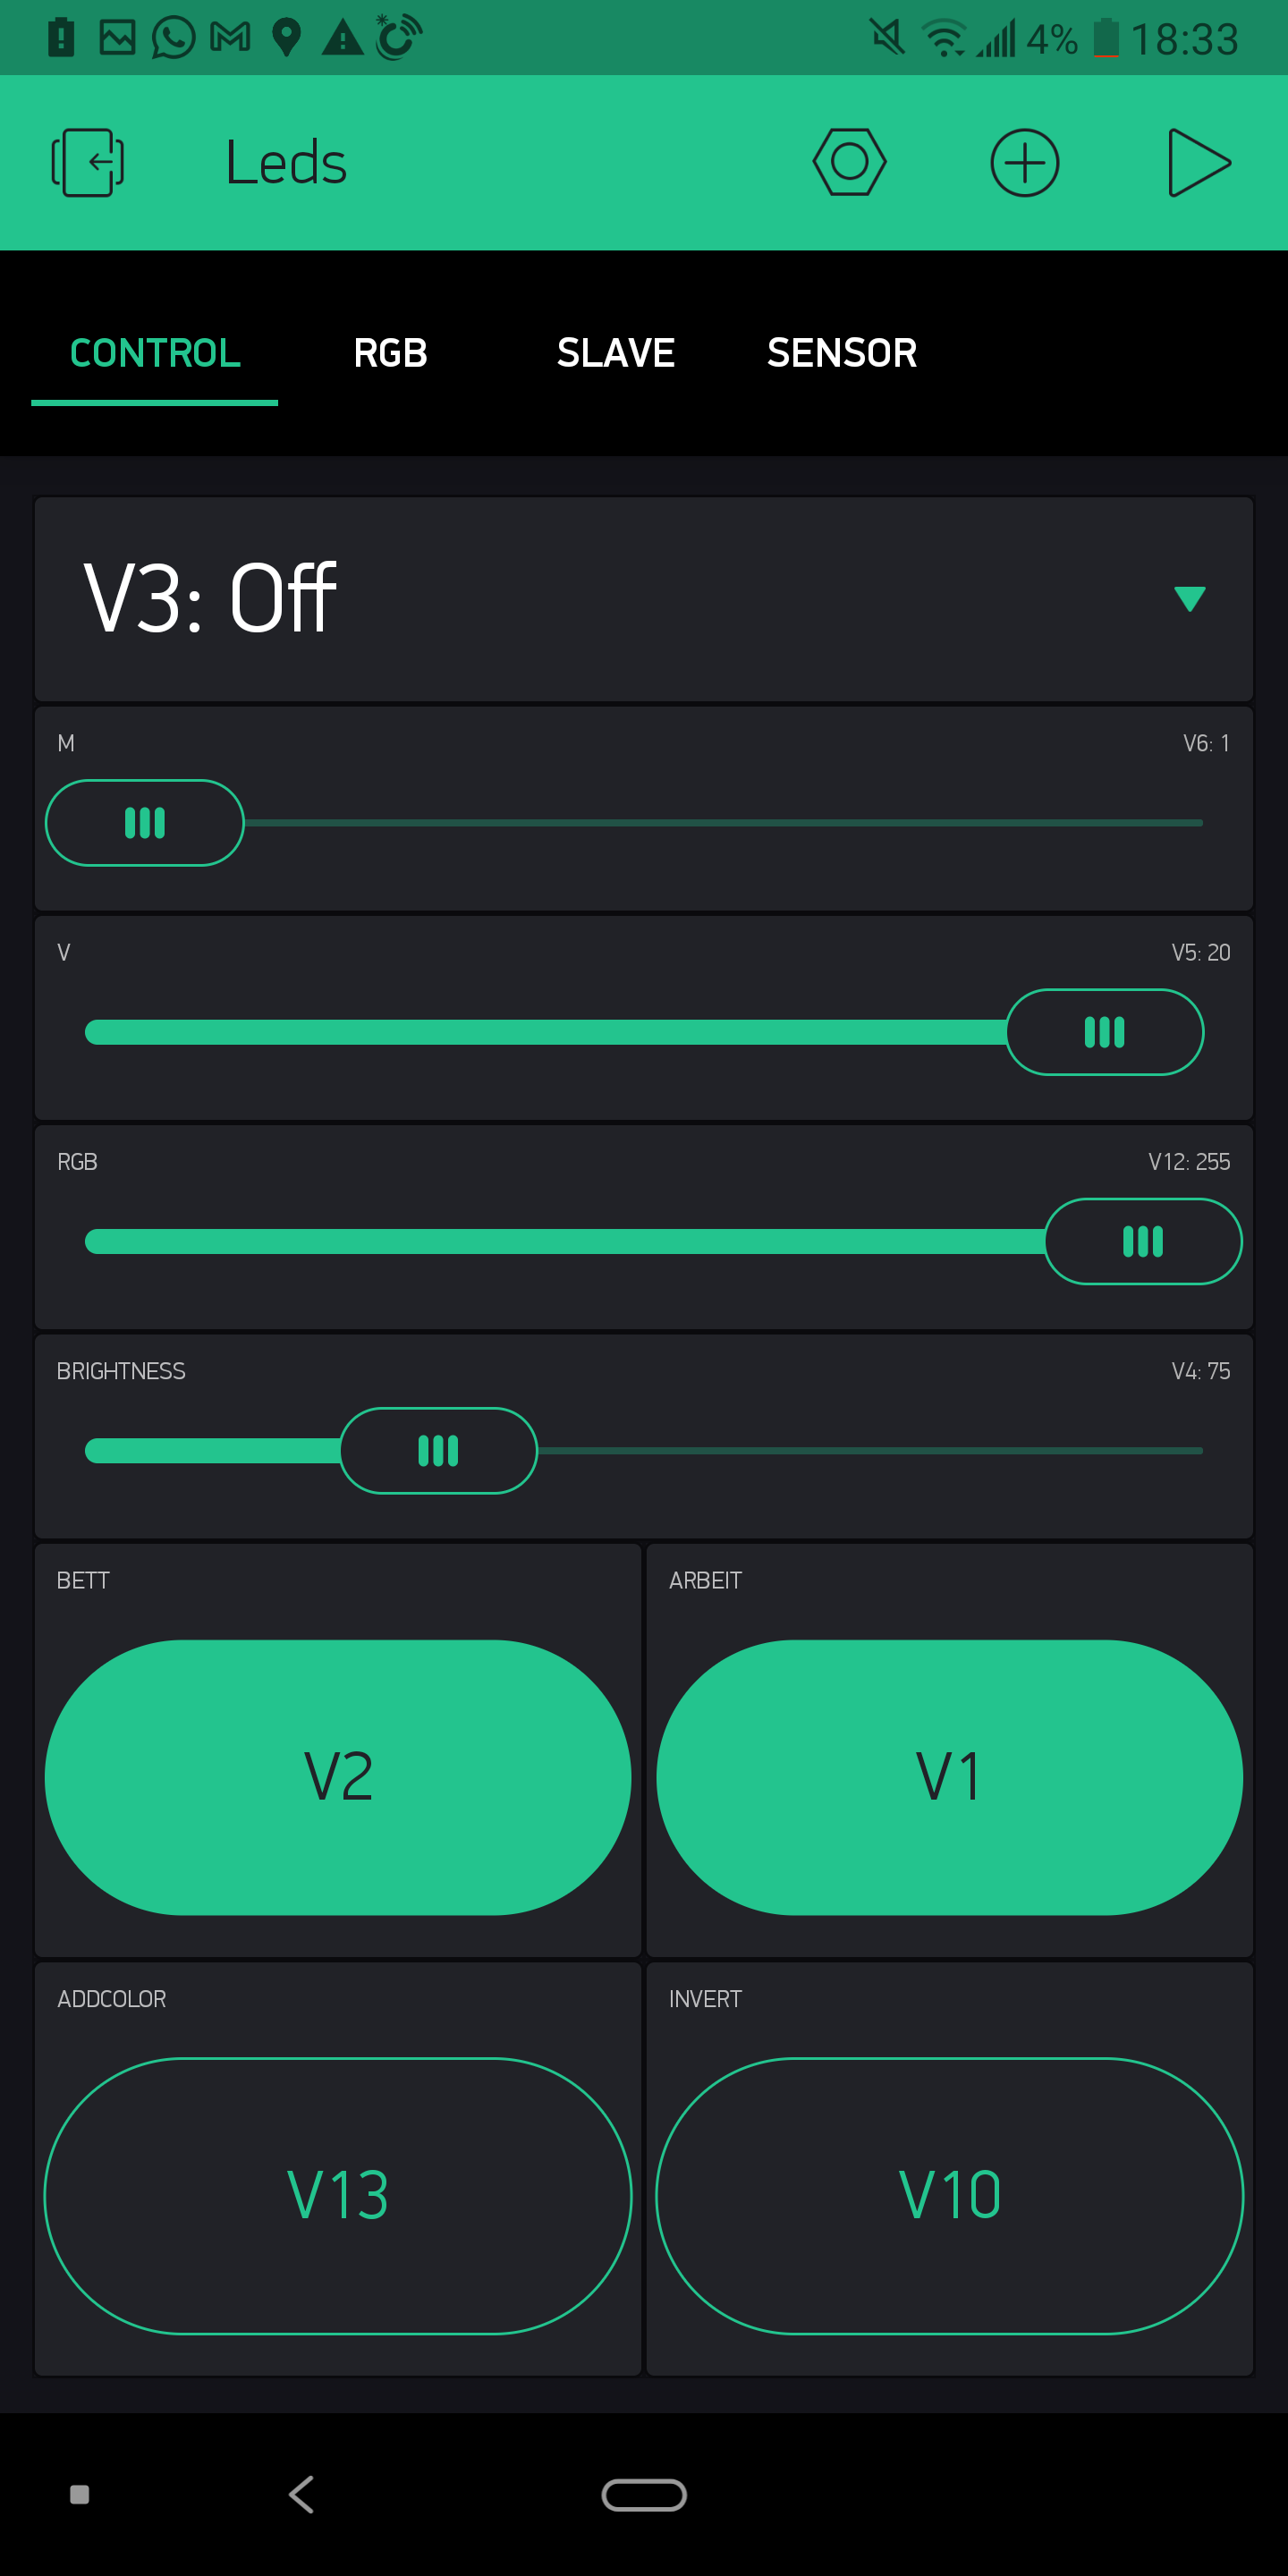 4% 18:33
Leds
CONTROL RGB SLAVE SENSOR
V3: Off
M V6: 1
V V5: 20
RGB V12: 255
BRIGHTNESS V4: 75
BETT ARBEIT
V2 V1
ADDCOLOR INVERT
V13 V10